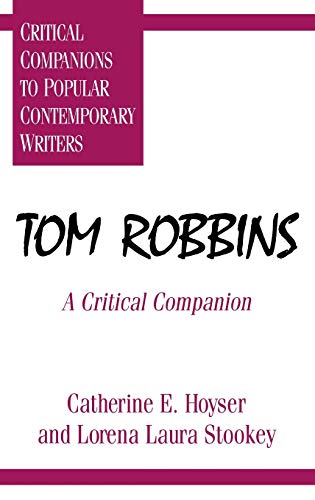 CRITICAL
COMPANIONS
TO POPULAR
CONTEMPORARY
WRITERS
TOM ROBBINS
A Critical Companion
Catherine E. Hoyser
and Lorena Laura Stookey